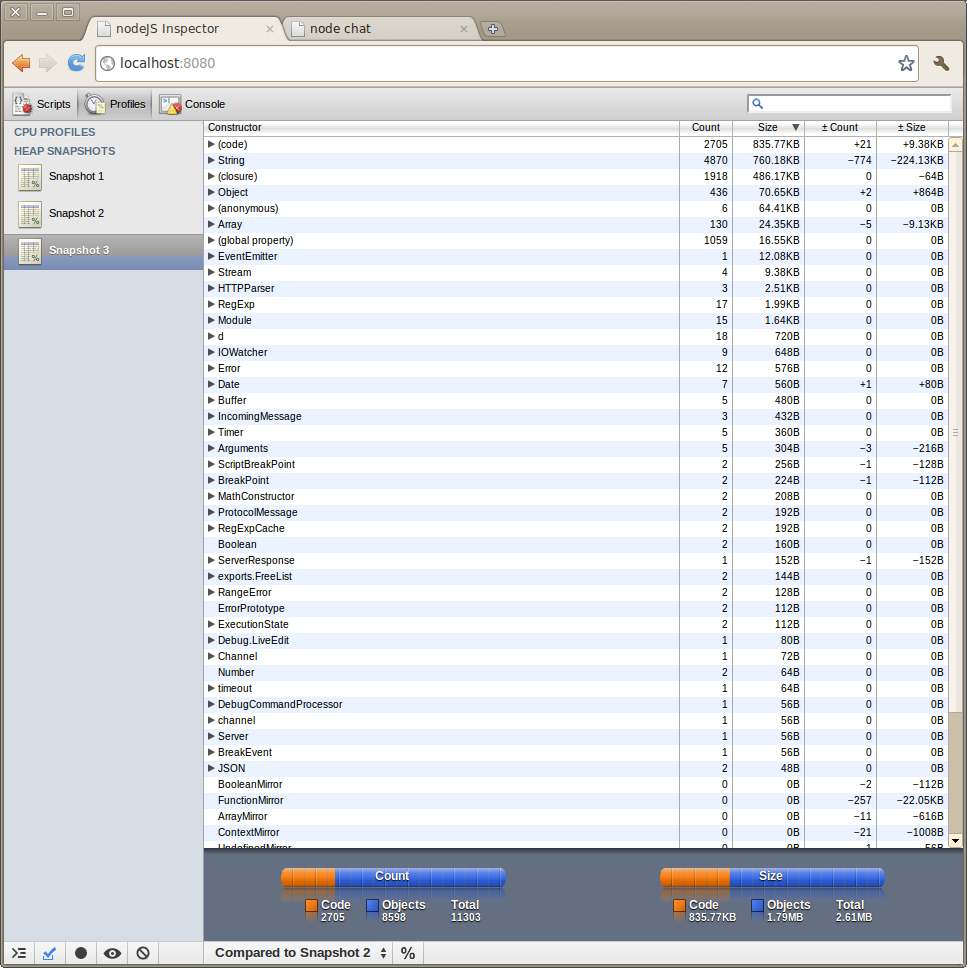 nodeJS Inspector
node chat
localhost:8080
Scripts Profiles Console
CPU PROFILES
HEAP SNAPSHOTS
Snapshot 1
Snapshot 2
Snapshot 3
Constructor Count Size ± Count ± Size
(code) 2705 835.77KB +21 +9.38KB
String 4870 760.18KB −774 −224.13KB
(closure) 1918 486.17KB 0 −64B
Object 436 70.65KB +2 +864B
(anonymous) 6 64.41KB 0 0B
Array 130 24.35KB −5 −9.13KB
(global property) 1059 16.55KB 0 0B
EventEmitter 1 12.08KB 0 0B
Stream 4 9.38KB 0 0B
HTTPParser 3 2.51KB 0 0B
RegExp 17 1.99KB 0 0B
Module 15 1.64KB 0 0B
d 18 720B 0 0B
IOWatcher 9 648B 0 0B
Error 12 576B 0 0B
Date 7 560B +1 +80B
Buffer 5 480B 0 0B
IncomingMessage 3 432B 0 0B
Timer 5 360B 0 0B
Arguments 5 304B −3 −216B
ScriptBreakPoint 2 256B −1 −128B
BreakPoint 2 224B −1 −112B
MathConstructor 2 208B 0 0B
ProtocolMessage 2 192B 0 0B
RegExpCache 2 192B 0 0B
Boolean 2 160B 0 0B
ServerResponse 1 152B −1 −152B
exports.FreeList 2 144B 0 0B
RangeError 2 128B 0 0B
ErrorPrototype 2 112B 0 0B
ExecutionState 2 112B 0 0B
Debug.LiveEdit 1 80B 0 0B
Channel 1 72B 0 0B
Number 2 64B 0 0B
timeout 1 64B 0 0B
DebugCommandProcessor 1 56B 0 0B
channel 1 56B 0 0B
Server 1 56B 0 0B
BreakEvent 1 56B 0 0B
JSON 2 48B 0 0B
BooleanMirror 0 0B −2 −112B
FunctionMirror 0 0B −257 −22.05KB
ArrayMirror 0 0B −11 −616B
ContextMirror 0 0B −21 −1008B
UndefinedMirror 0 0B −1 −56B
Count Size
Code Objects Total Code Objects Total
2705 8598 11303 835.77KB 1.79MB 2.61MB
Compared to Snapshot 2 %